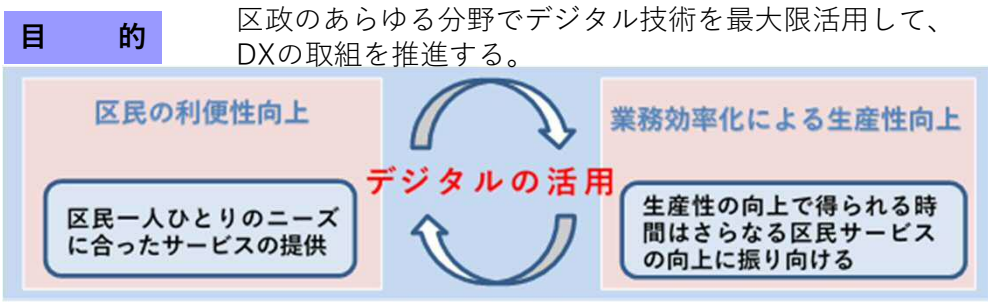 目 的
区政のあらゆる分野でデジタル技術を最大限活用して、
DXの取組を推進する。
区民の利便性向上
区民一人ひとりのニーズ
に合ったサービスの提供
デジタルの活用
業務効率化による生産性向上
生産性の向上で得られる時
間はさらなる区民サービス
の向上に振り向ける